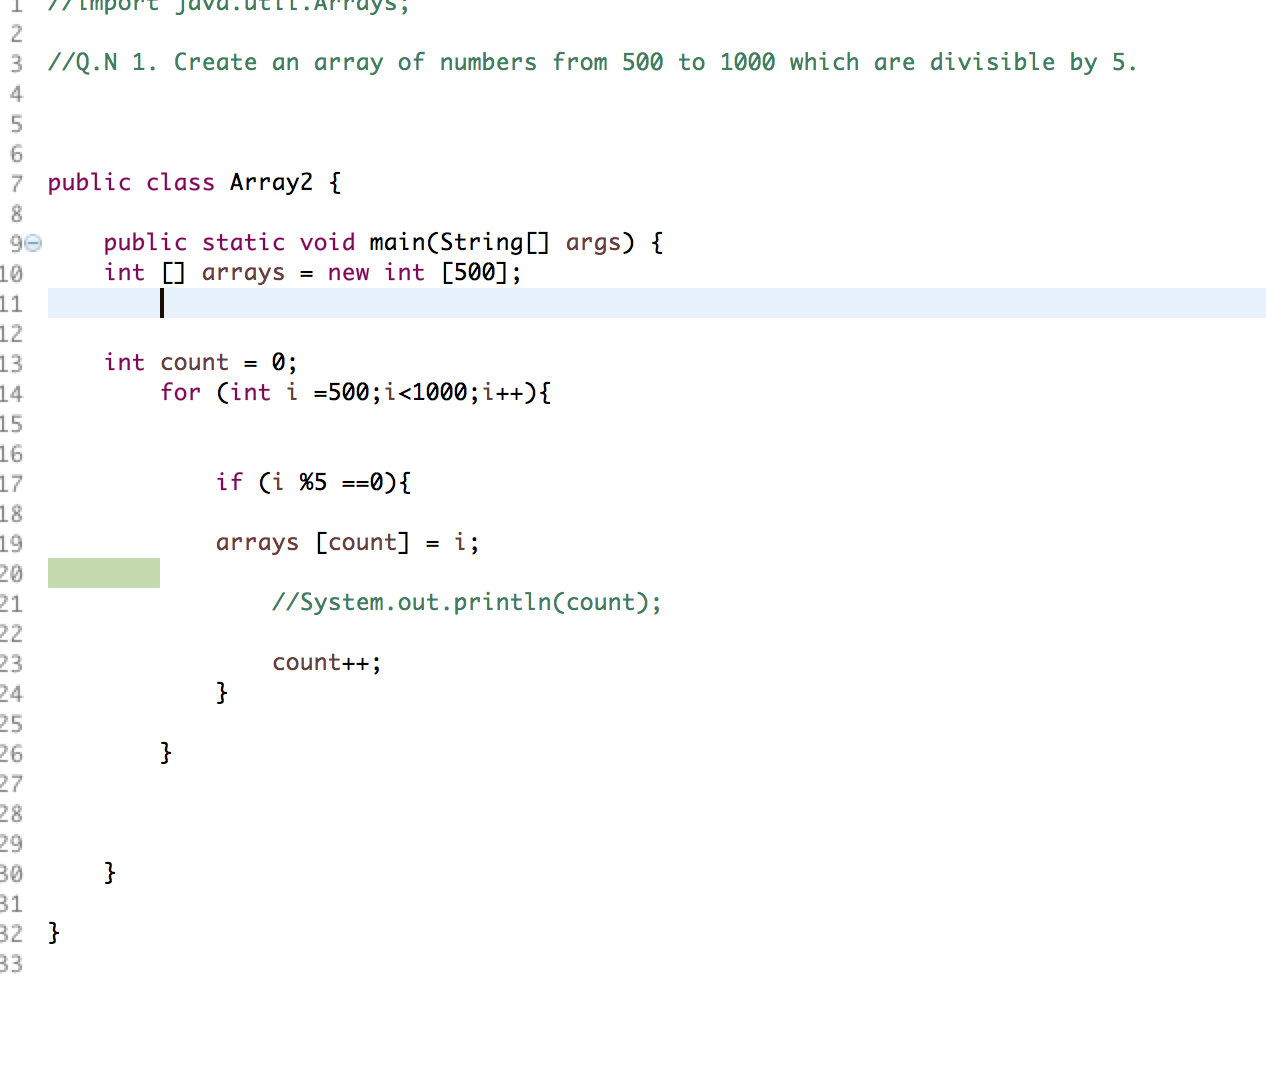 1 //import java.util.Arrays;
2
3 //Q.N 1. Create an array of numbers from 500 to 1000 which are divisible by 5.
4
5
6
7 public class Array2 {
8
9 public static void main(String[] args) {
10 int [] arrays = new int [500];
11
12
13 int count = 0;
14 for (int i =500;i<1000;i++){
15
16
17 if (i %5 ==0){
18
19 arrays [count] = i;
20
21 //System.out.println(count);
22
23 count++;
24 }
25
26 }
27
28
29
30 }
31
32 }
33